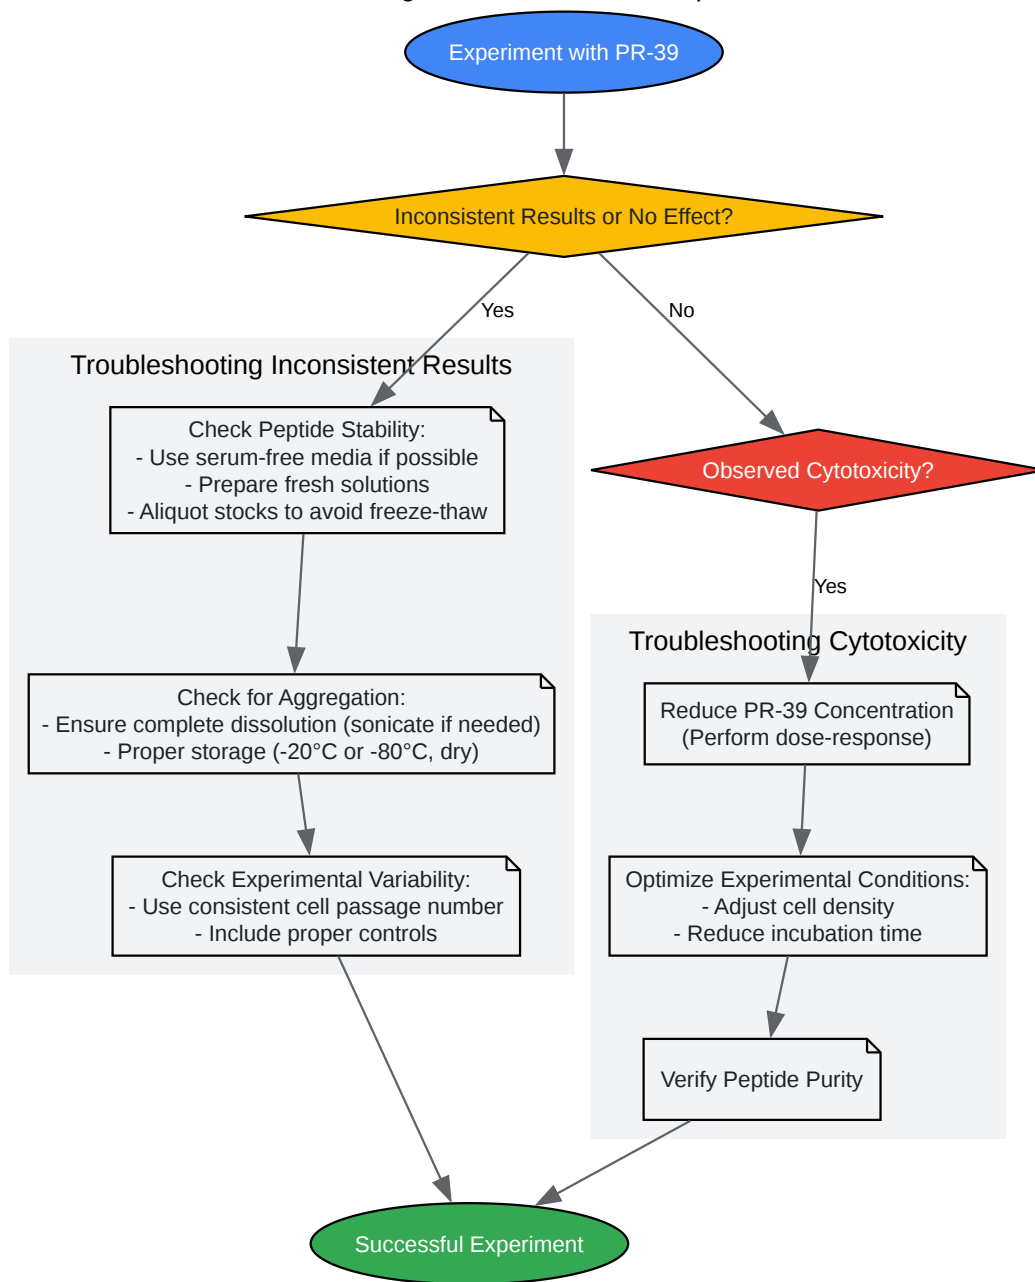 Experiment with PR-39
Inconsistent Results or No Effect?
Yes
No
Troubleshooting Inconsistent Results
Check Peptide Stability:
- Use serum-free media if possible
- Prepare fresh solutions
- Aliquot stocks to avoid freeze-thaw
Observed Cytotoxicity?
Yes
Troubleshooting Cytotoxicity
Check for Aggregation:
- Ensure complete dissolution (sonicate if needed)
- Proper storage (-20°C or -80°C, dry)
Reduce PR-39 Concentration
(Perform dose-response)
Check Experimental Variability:
- Use consistent cell passage number
- Include proper controls
Optimize Experimental Conditions:
- Adjust cell density
- Reduce incubation time
Verify Peptide Purity
Successful Experiment